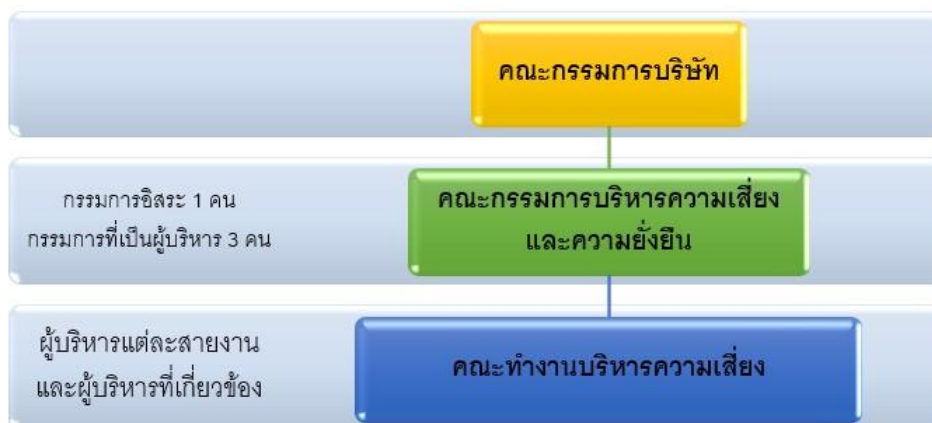 คณะกรรมการบริษัท
กรรมการอิสระ 1 คน
กรรมการที่เป็นผู้บริหาร 3 คน
คณะกรรมการบริหารความเสี่ยง
และความยั่งยืน
ผู้บริหารแต่ละสายงาน
และผู้บริหารที่เกี่ยวข้อง
คณะทำงานบริหารความเสี่ยง